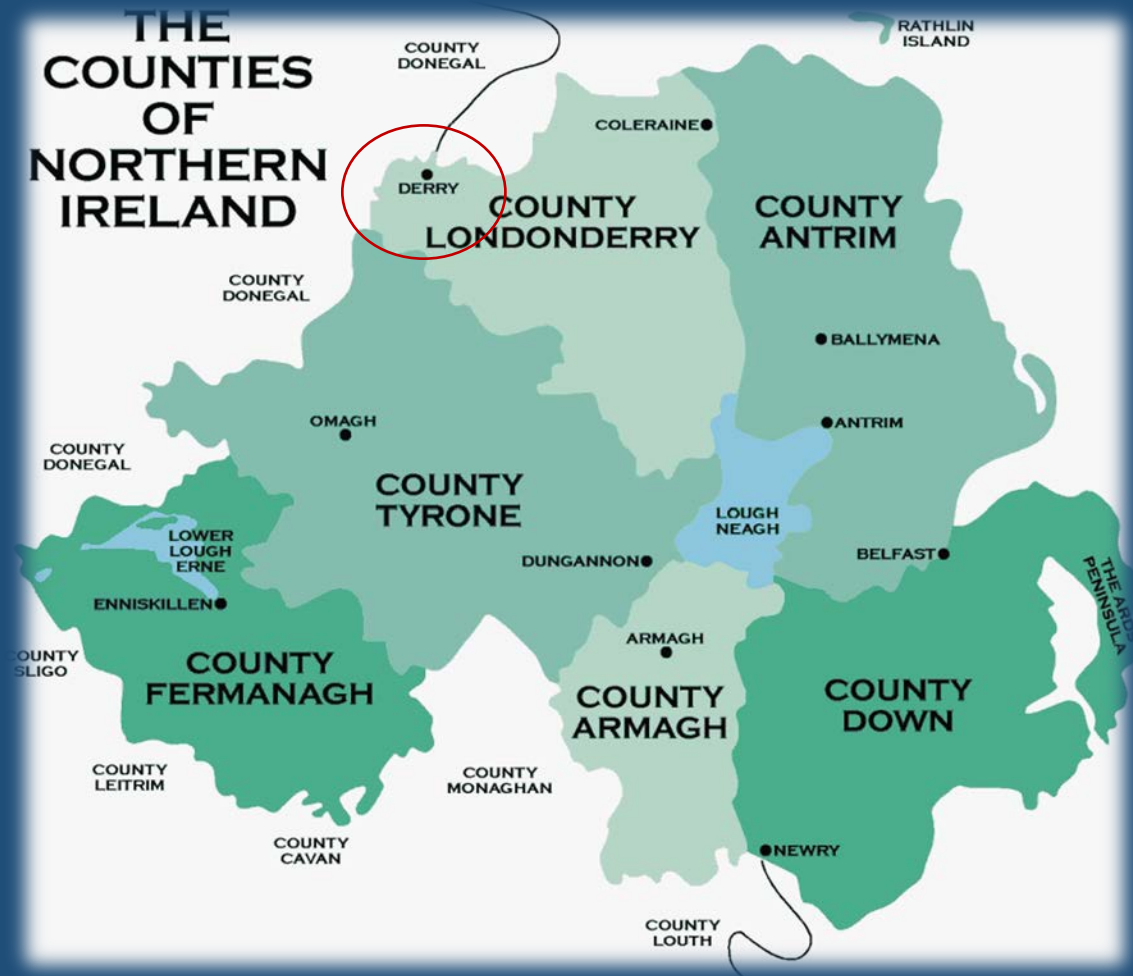 THE
COUNTIES
OF
NORTHERN
IRELAND
COUNTY
DONEGAL
RATHLIN
ISLAND
COLERAINE
DERRY
COUNTY
LONDONDERRY
COUNTY
ANTRIM
COUNTY
DONEGAL
BALLYMENA
OMAGH
ANTRIM
COUNTY
DONEGAL
COUNTY
TYRONE
LOUGH
NEAGH
LOWER
LOUGH
ERNE
DUNGANNON
BELFAST
THE ARDS
PENINSULA
ENNISKILLEN
ARMAGH
COUNTY
SLIGO
COUNTY
FERMANAGH
COUNTY
ARMAGH
COUNTY
DOWN
COUNTY
LEITRIM
COUNTY
MONAGHAN
COUNTY
CAVAN
NEWRY
COUNTY
LOUTH